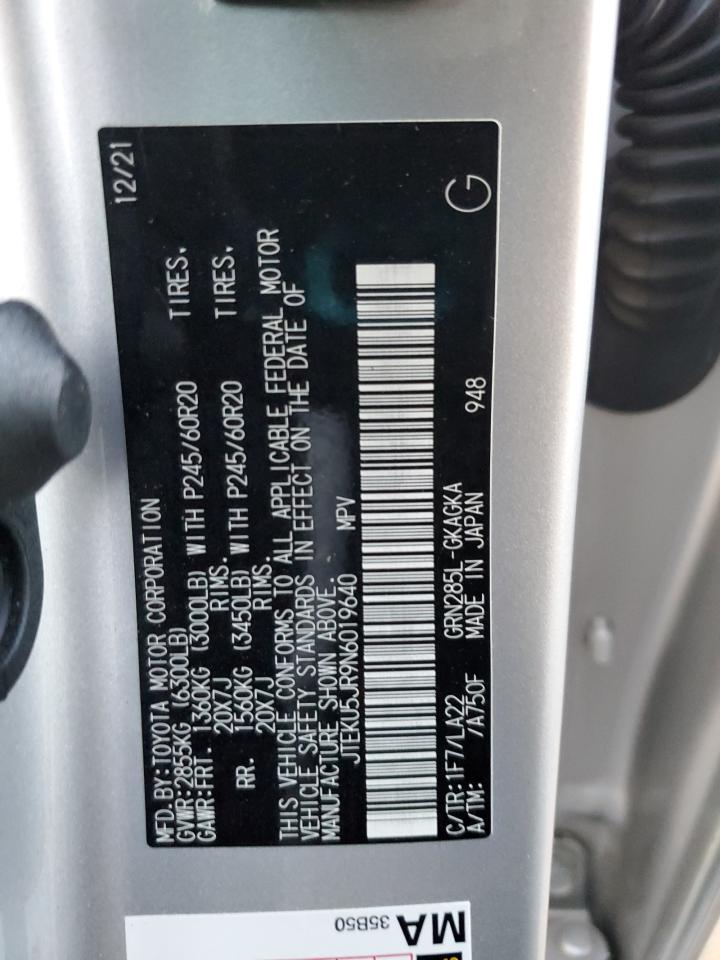 MFD.BY:TOYOTA MOTOR CORPORATION 12/21
GVWR:2855KG (6300LB)
GAWR:FRT. 1360KG (3000LB) WITH P245/60R20 TIRES.
20X7J RIMS.
RR. 1560KG (3450LB) WITH P245/60R20 TIRES.
20X7J RIMS.
THIS VEHICLE CONFORMS TO ALL APPLICABLE FEDERAL MOTOR
VEHICLE SAFETY STANDARDS IN EFFECT ON THE DATE OF
MANUFACTURE SHOWN ABOVE.
JTEKU5JR9N6019640 MPV
C/TR:1F7/LA22 GRN285L-GKAGKA
A/TM: /A750F MADE IN JAPAN 948
G
MA
35B50